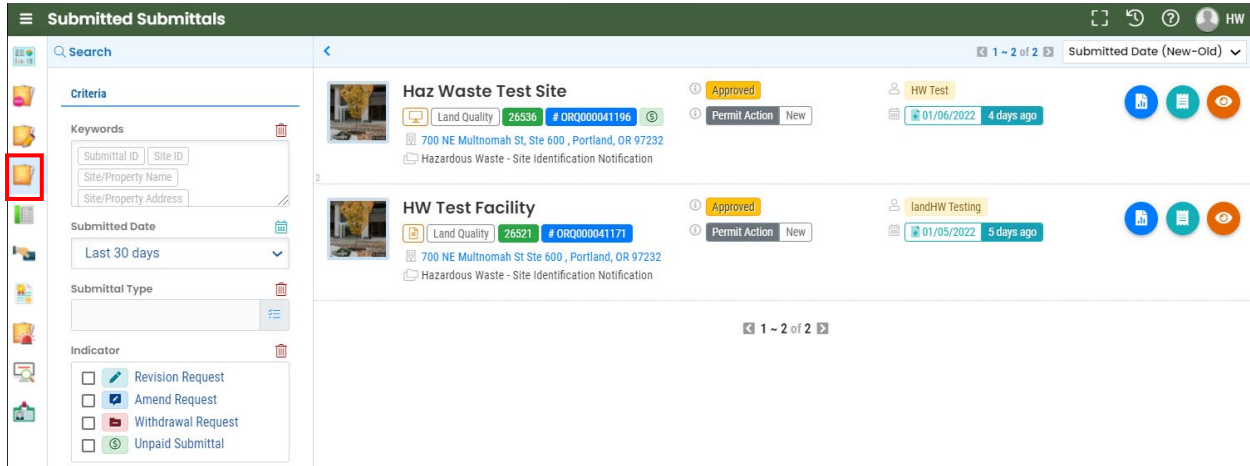 Submitted Submittals
HW
Search
1 ~ 2 of 2
Submitted Date (New-Old)
Criteria
Keywords
Submittal ID Site ID
Site/Property Name
Site/Property Address
Submitted Date
Last 30 days
Submittal Type
Indicator
Revision Request
Amend Request
Withdrawal Request
Unpaid Submittal
Haz Waste Test Site
Land Quality 26536 # ORQ000041196
700 NE Multnomah St, Ste 600 , Portland, OR 97232
Hazardous Waste - Site Identification Notification
Approved
Permit Action New
HW Test
01/06/2022 4 days ago
2
HW Test Facility
Land Quality 26521 # ORQ000041171
700 NE Multnomah St Ste 600 , Portland, OR 97232
Hazardous Waste - Site Identification Notification
Approved
Permit Action New
landHW Testing
01/05/2022 5 days ago
1 ~ 2 of 2